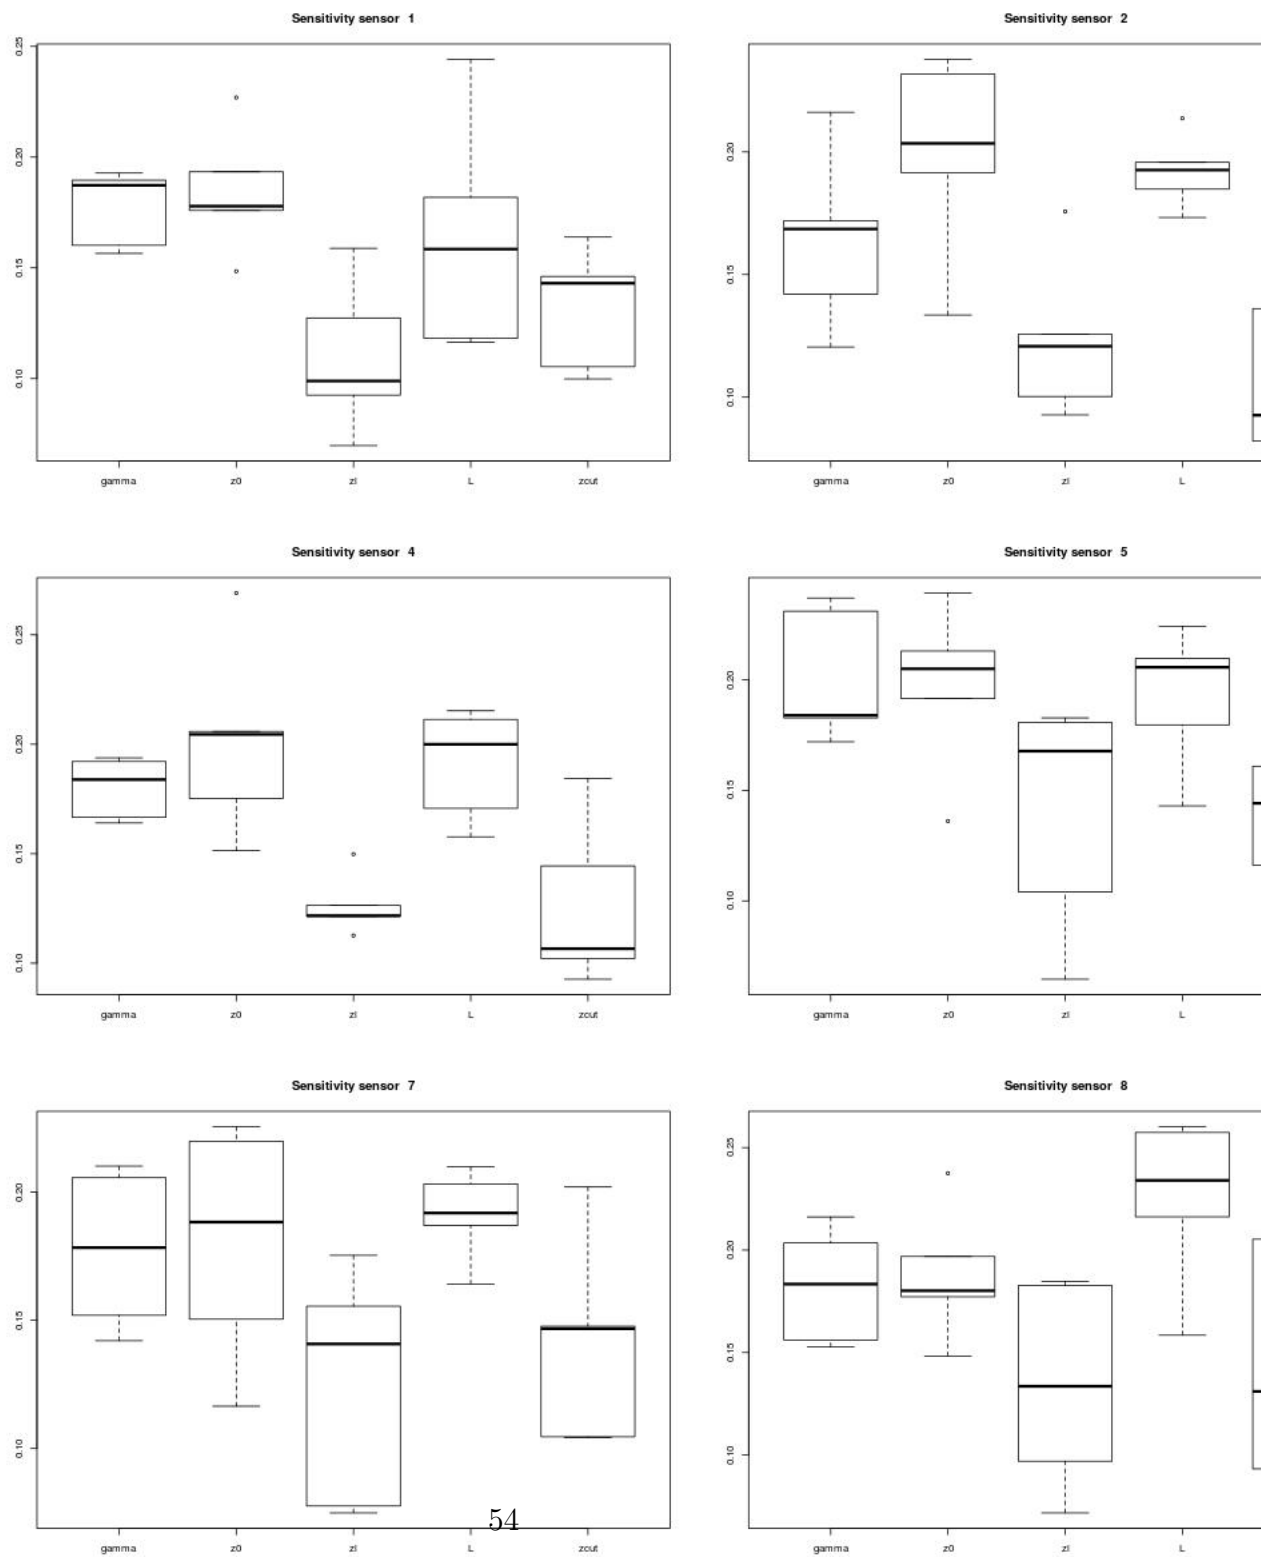 Sensitivity sensor 1
0.25
0.20
0.15
0.10
gamma z0 zl L zcut
Sensitivity sensor 2
0.20
0.15
0.10
gamma z0 zl L
Sensitivity sensor 4
0.25
0.20
0.15
0.10
gamma z0 zl L zcut
Sensitivity sensor 5
0.20
0.15
0.10
gamma z0 zl L
Sensitivity sensor 7
0.20
0.15
0.10
gamma z0 zl L zcut
Sensitivity sensor 8
0.25
0.20
0.15
0.10
gamma z0 zl L
54